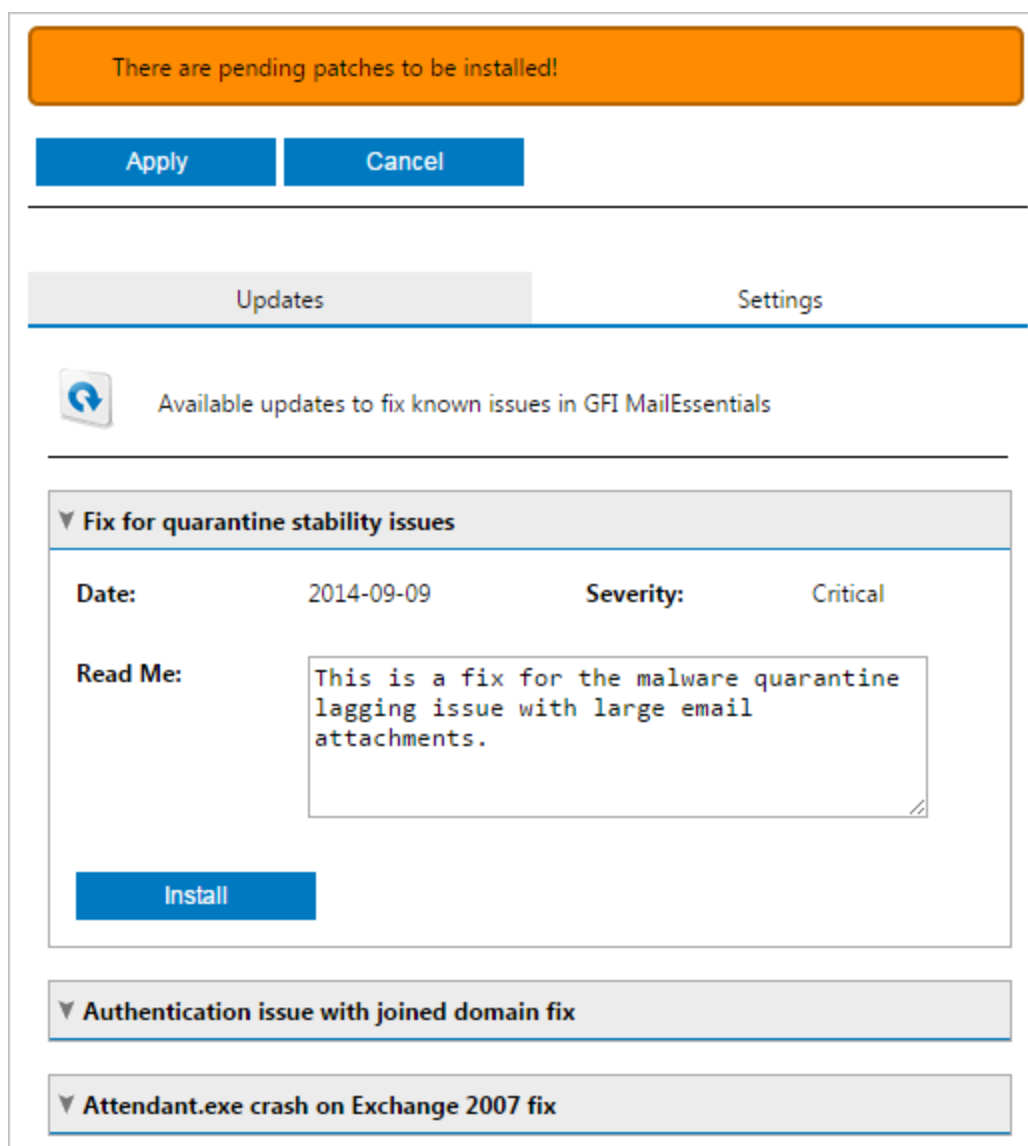 There are pending patches to be installed!
Apply Cancel
Updates Settings
Available updates to fix known issues in GFI MailEssentials
Fix for quarantine stability issues
Date: 2014-09-09 Severity: Critical
Read Me: This is a fix for the malware quarantine
lagging issue with large email
attachments.
Install
Authentication issue with joined domain fix
Attendant.exe crash on Exchange 2007 fix